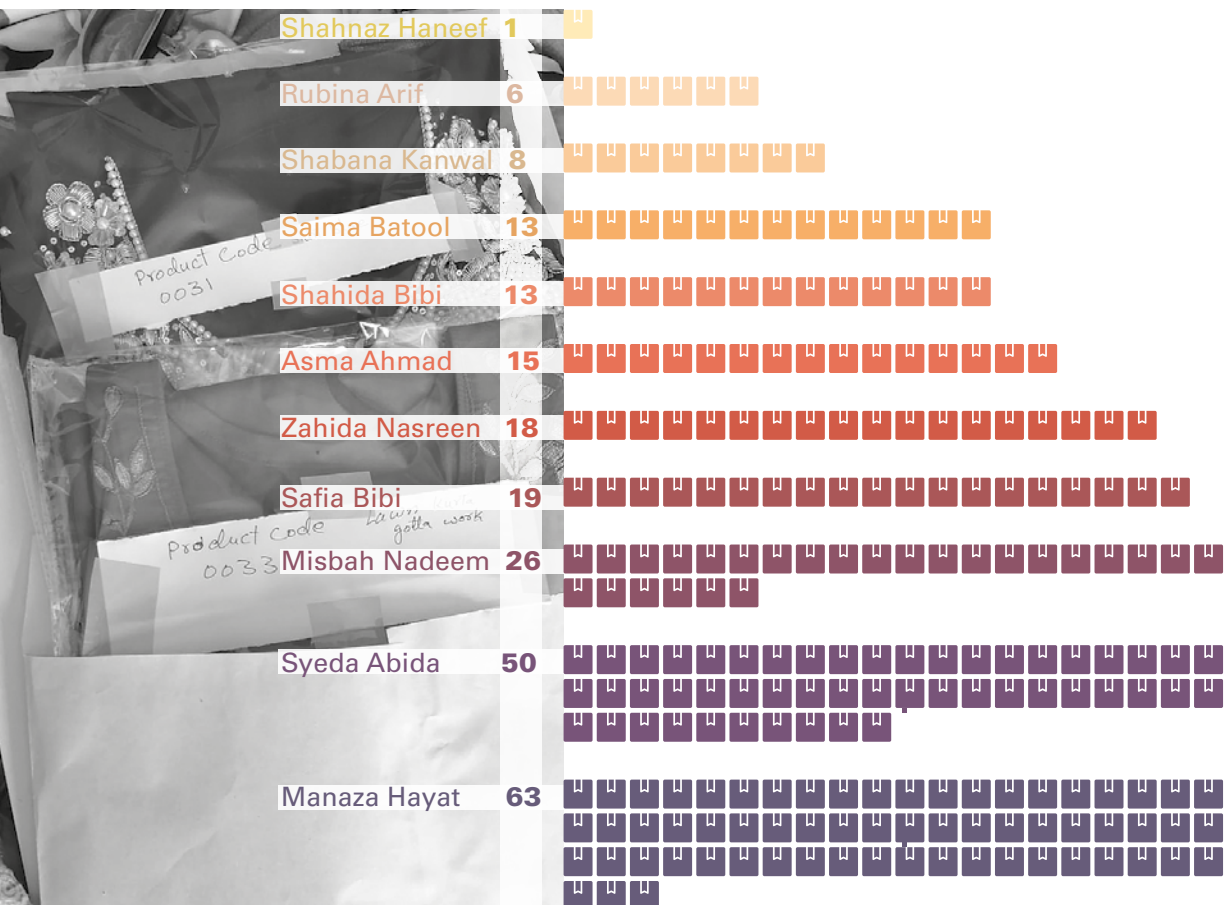 Shahnaz Haneef 1
Rubina Arif 6
Shabana Kanwal 8
Saima Batool 13
Product Code
0031
Shahida Bibi 13
Asma Ahmad 15
Zahida Nasreen 18
Safia Bibi 19
Product Code
gotta work
0033
Misbah Nadeem 26
Syeda Abida 50
Manaza Hayat 63